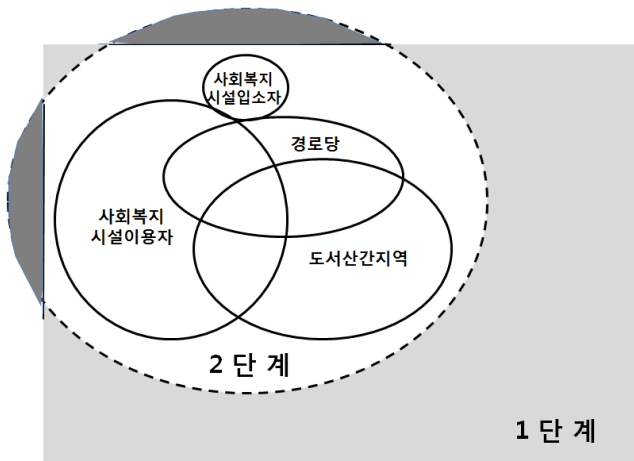 사회복지
시설입소자
경로당
사회복지
시설이용자
도서산간지역
2 단 계
1 단 계